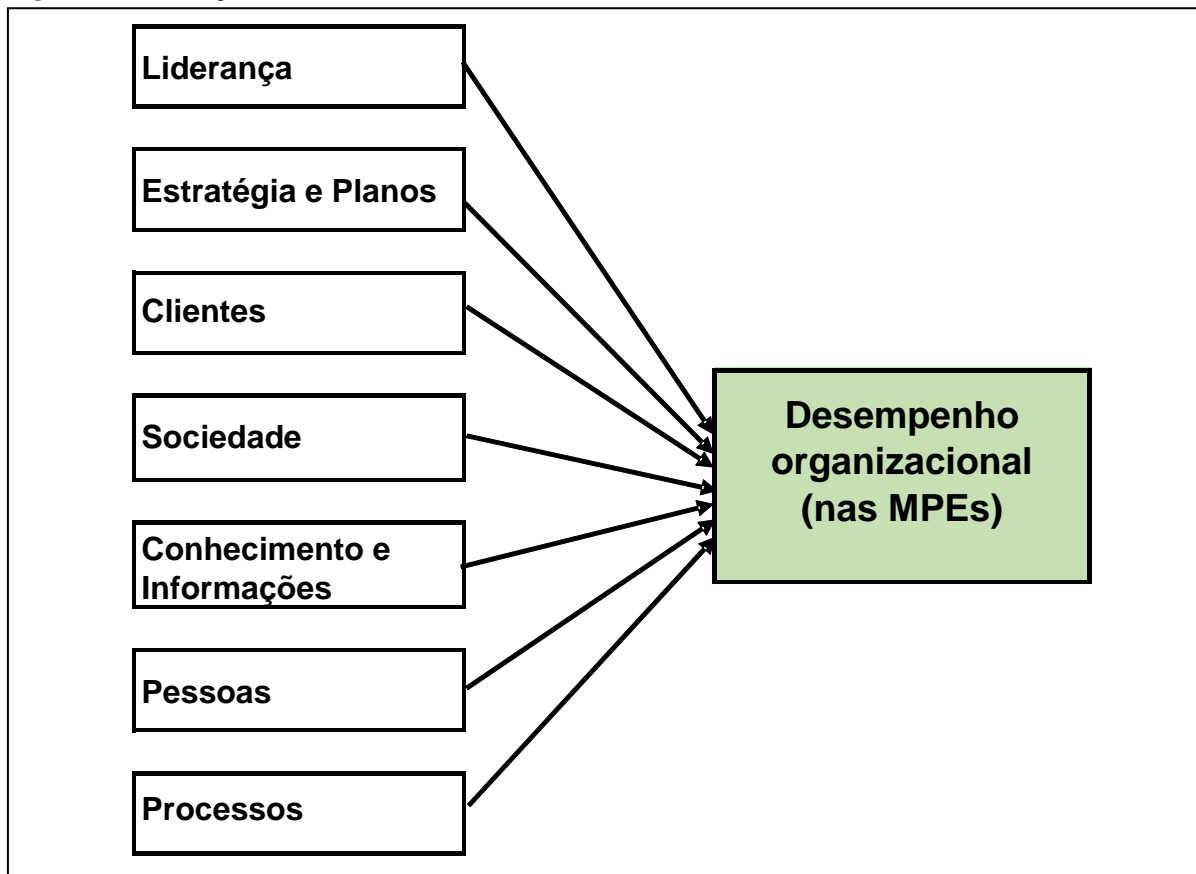 Liderança
Estratégia e Planos
Clientes
Sociedade
Conhecimento e
Informações
Pessoas
Processos
Desempenho
organizacional
(nas MPEs)